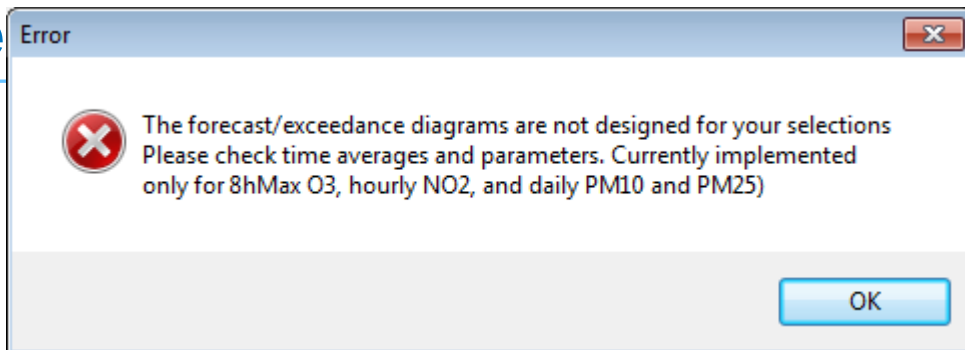 e
Error
The forecast/exceedance diagrams are not designed for your selections
Please check time averages and parameters. Currently implemented
only for 8hMax O3, hourly NO2, and daily PM10 and PM25)
OK